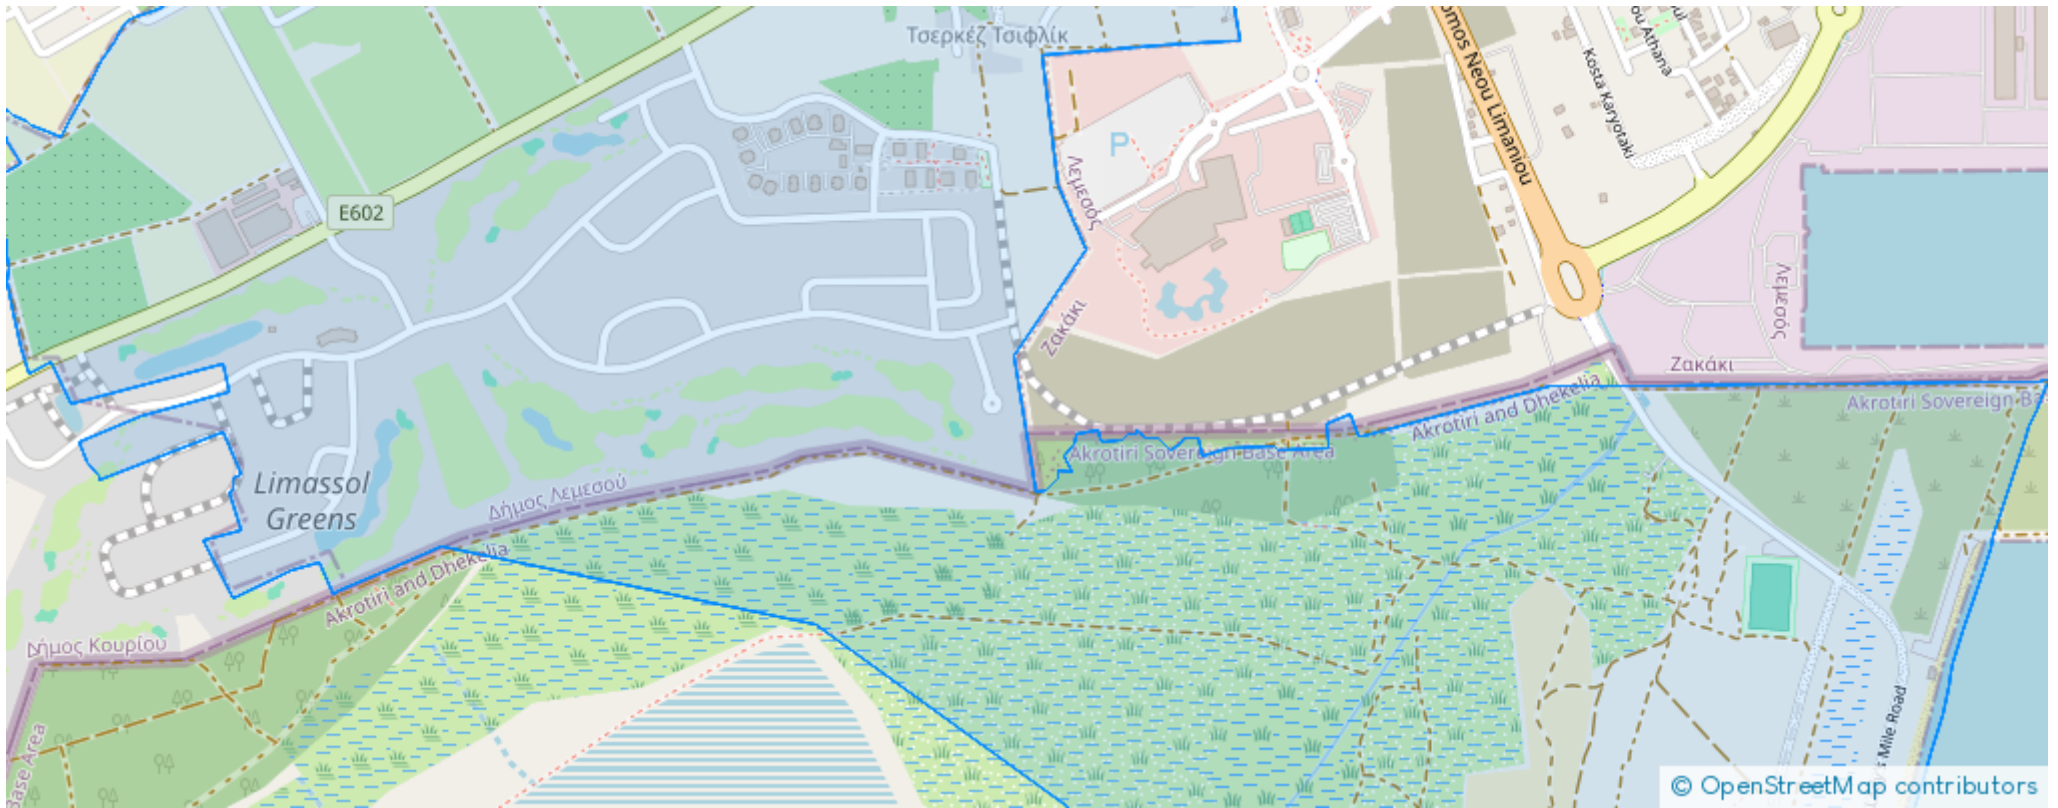 Τσερκέζ Τσιφλίκ
omos Neou Limaniou
ou Athana
Kosta Karyotaki
P
Λεμεσός
E602
Λεμεσός
Ζακάκι
Ζακάκι
Akrotiri and Dhekelia
Akrotiri Sovereign Ba
Akrotiri Sovereign Base Area
Limassol
Greens
Δήμος Λεμεσού
Akrotiri and Dhekelia
Δήμος Κουρίου
Base Area
s Mile Road
© OpenStreetMap contributors